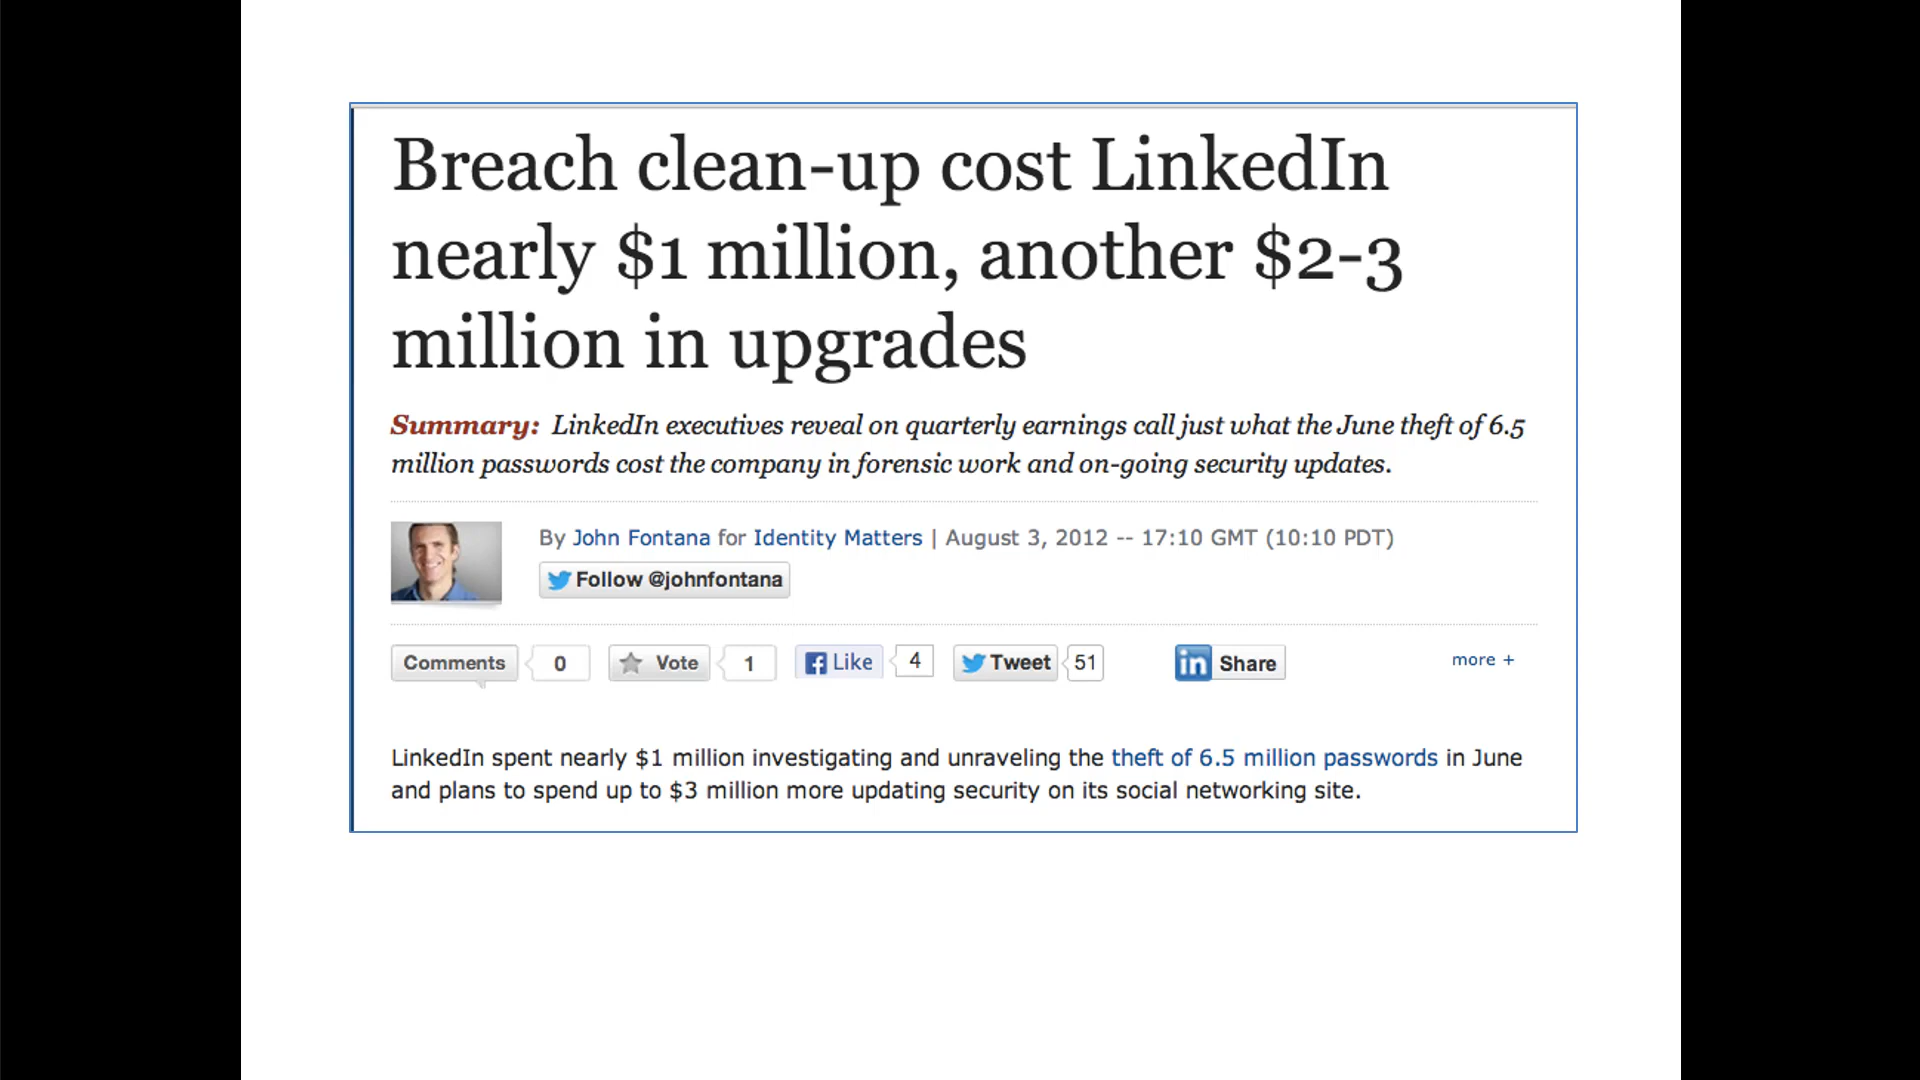 Breach clean-up cost LinkedIn
nearly $1 million, another $2-3
million in upgrades
Summary: LinkedIn executives reveal on quarterly earnings call just what the June theft of 6.5
million passwords cost the company in forensic work and on-going security updates.
By John Fontana for Identity Matters | August 3, 2012 -- 17:10 GMT (10:10 PDT)
Follow @johnfontana
Comments 0 Vote 1 f Like 4 Tweet 51 in Share more +
LinkedIn spent nearly $1 million investigating and unraveling the theft of 6.5 million passwords in June
and plans to spend up to $3 million more updating security on its social networking site.